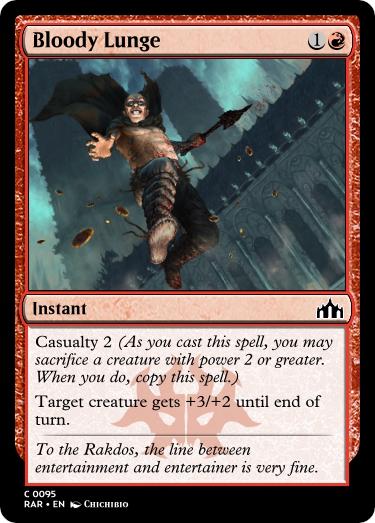 Bloody Lunge 1
Instant
Casualty 2 (As you cast this spell, you may
sacrifice a creature with power 2 or greater.
When you do, copy this spell.)
Target creature gets +3/+2 until end of
turn.
To the Rakdos, the line between
entertainment and entertainer is very fine.
C 0095
RAR • EN Chichibio